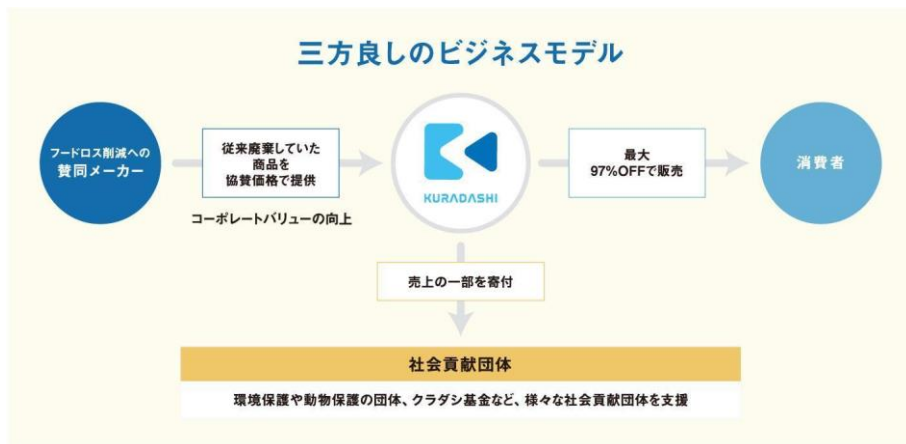 三方良しのビジネスモデル
フードロス削減への
賛同メーカー
従来廃棄していた
商品を
協賛価格で提供
コーポレートバリューの向上
KURADASHI
最大
97%OFFで販売
消費者
売上の一部を寄付
社会貢献団体
環境保護や動物保護の団体、クラダシ基金など、様々な社会貢献団体を支援